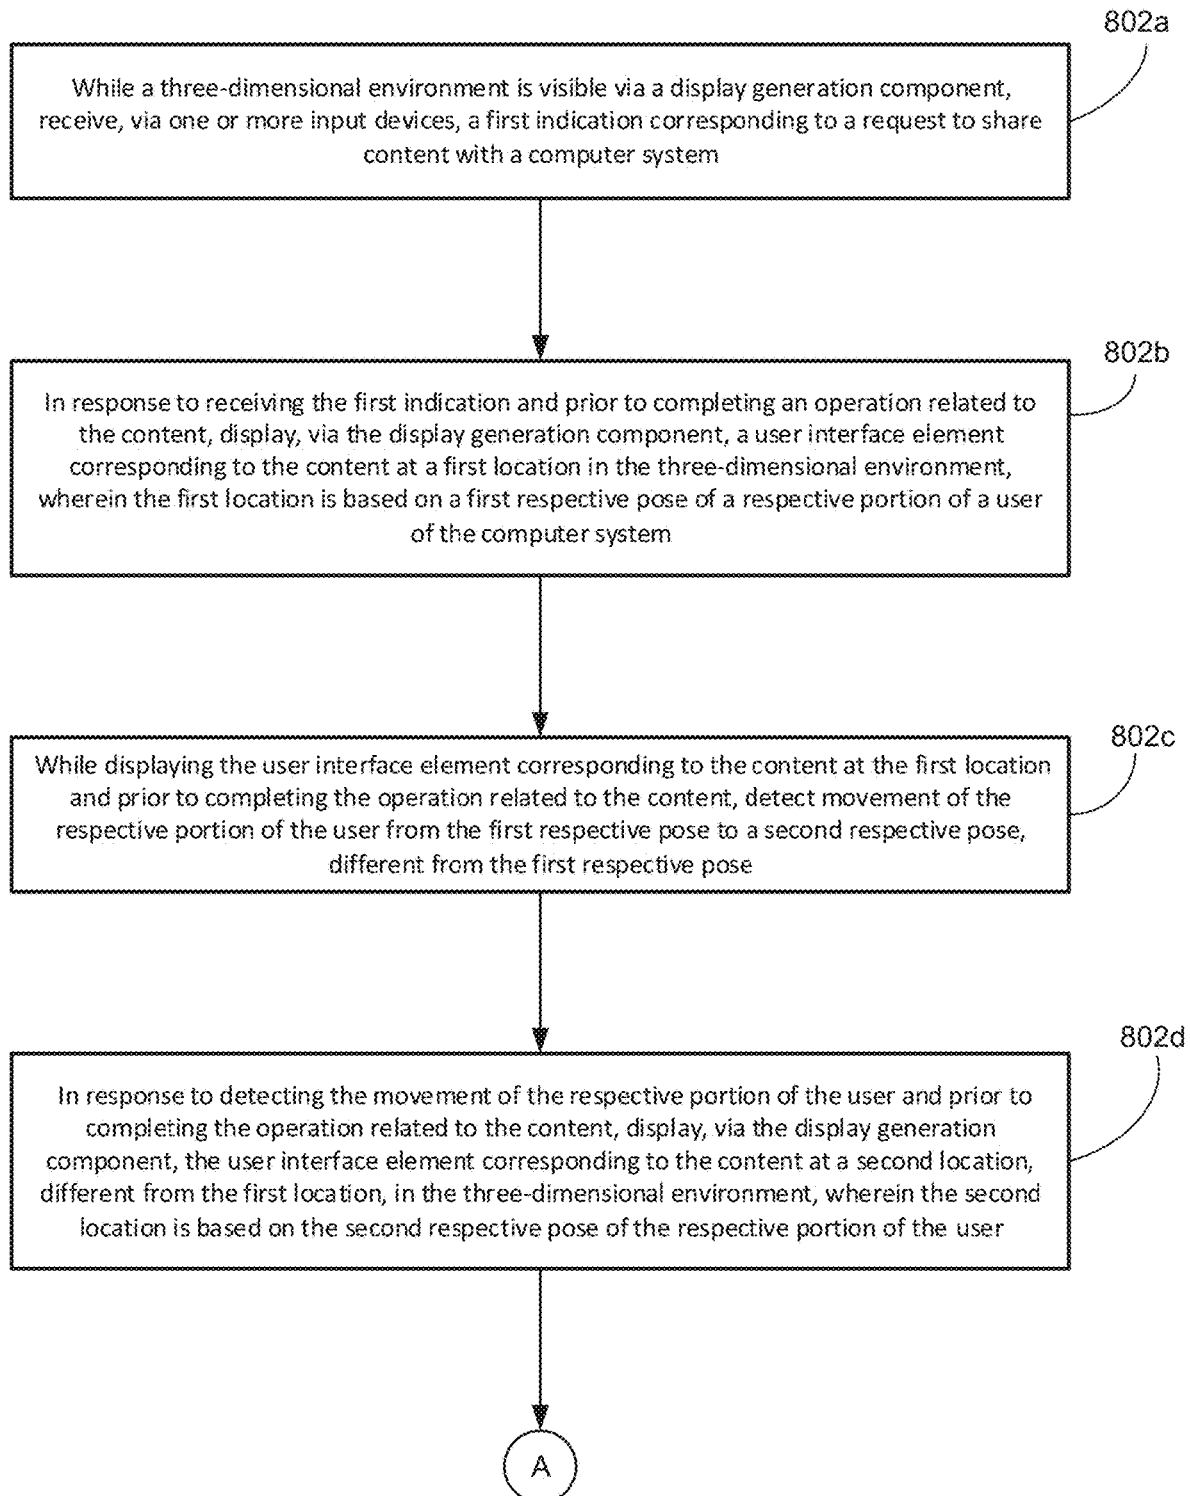 802a
While a three-dimensional environment is visible via a display generation component,
receive, via one or more input devices, a first indication corresponding to a request to share
content with a computer system
802b
In response to receiving the first indication and prior to completing an operation related to
the content, display, via the display generation component, a user interface element
corresponding to the content at a first location in the three-dimensional environment,
wherein the first location is based on a first respective pose of a respective portion of a user
of the computer system
802c
While displaying the user interface element corresponding to the content at the first location
and prior to completing the operation related to the content, detect movement of the
respective portion of the user from the first respective pose to a second respective pose,
different from the first respective pose
802d
In response to detecting the movement of the respective portion of the user and prior to
completing the operation related to the content, display, via the display generation
component, the user interface element corresponding to the content at a second location,
different from the first location, in the three-dimensional environment, wherein the second
location is based on the second respective pose of the respective portion of the user
A